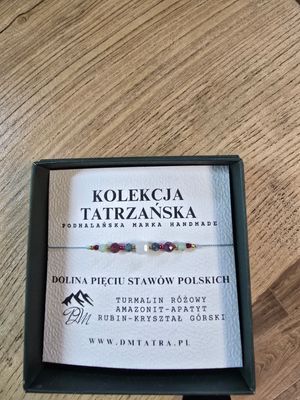 KOLEKCJA
TATRZAŃSKA
PODHALAŃSKA MARKA HANDMADE
DOLINA PIĘCIU STAWÓW POLSKICH
TURMALIN RÓŻOWY
AMAZONIT-APATYT
RUBIN-KRYSZTAŁ GÓRSKI
DM
WWW.DMTATRA.PL